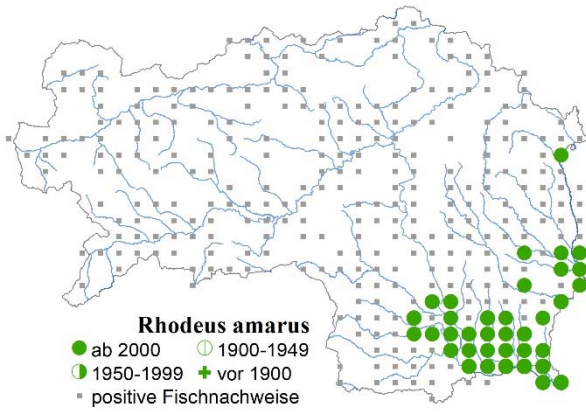 Rhodeus amarus
ab 2000 1900-1949
1950-1999 vor 1900
positive Fischnachweise